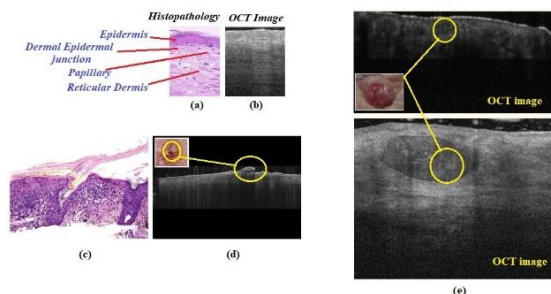 Histopathology OCT Image
Epidermis
Dermal Epidermal
junction
Papillary
Reticular Dermis
(a) (b)
OCT image
(c) (d)
OCT image
(e)